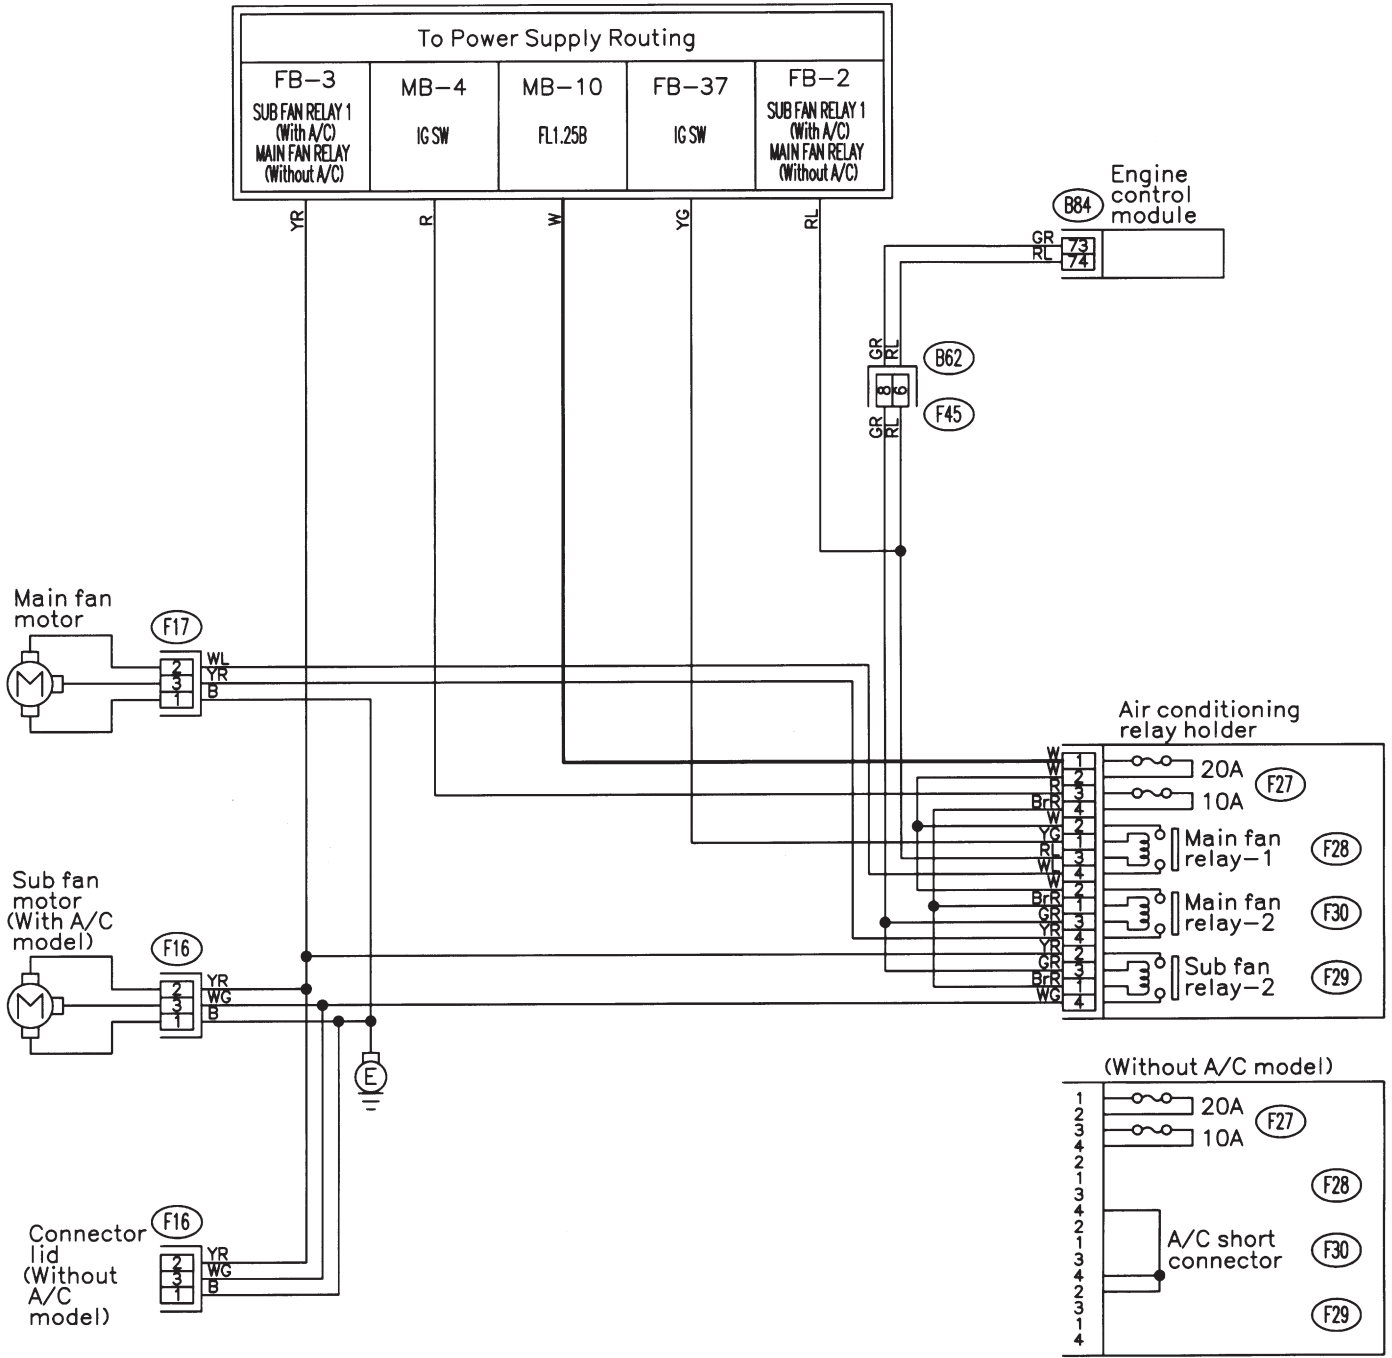 To Power Supply Routing
FB-3
SUB FAN RELAY 1
(With A/C)
MAIN FAN RELAY
(Without A/C)
MB-4
IG SW
MB-10
FL1.25B
FB-37
IG SW
FB-2
SUB FAN RELAY 1
(With A/C)
MAIN FAN RELAY
(Without A/C)
YR
R
W
YG
RL
Engine
control
module
B84
GR
73
RL
74
GR
RL
B62
8
6
F45
GR
RL
Main fan
motor
F17
M
2
WL
3
YR
1
B
Air conditioning
relay holder
W
1
W
2
R
3
BrR
4
W
2
YG
1
RL
3
WL
4
W
2
BrR
1
GR
3
YR
4
YR
2
GR
3
BrR
1
WG
4
20A
10A
F27
Main fan
relay-1
F28
Main fan
relay-2
F30
Sub fan
relay-2
F29
Sub fan
motor
(With A/C
model)
F16
M
2
YR
3
WG
1
B
E
(Without A/C model)
1
2
3
4
2
1
3
4
2
1
3
4
2
3
1
4
20A
10A
F27
F28
A/C short
connector
F30
F29
Connector
lid
(Without
A/C
model)
F16
2
YR
3
WG
1
B